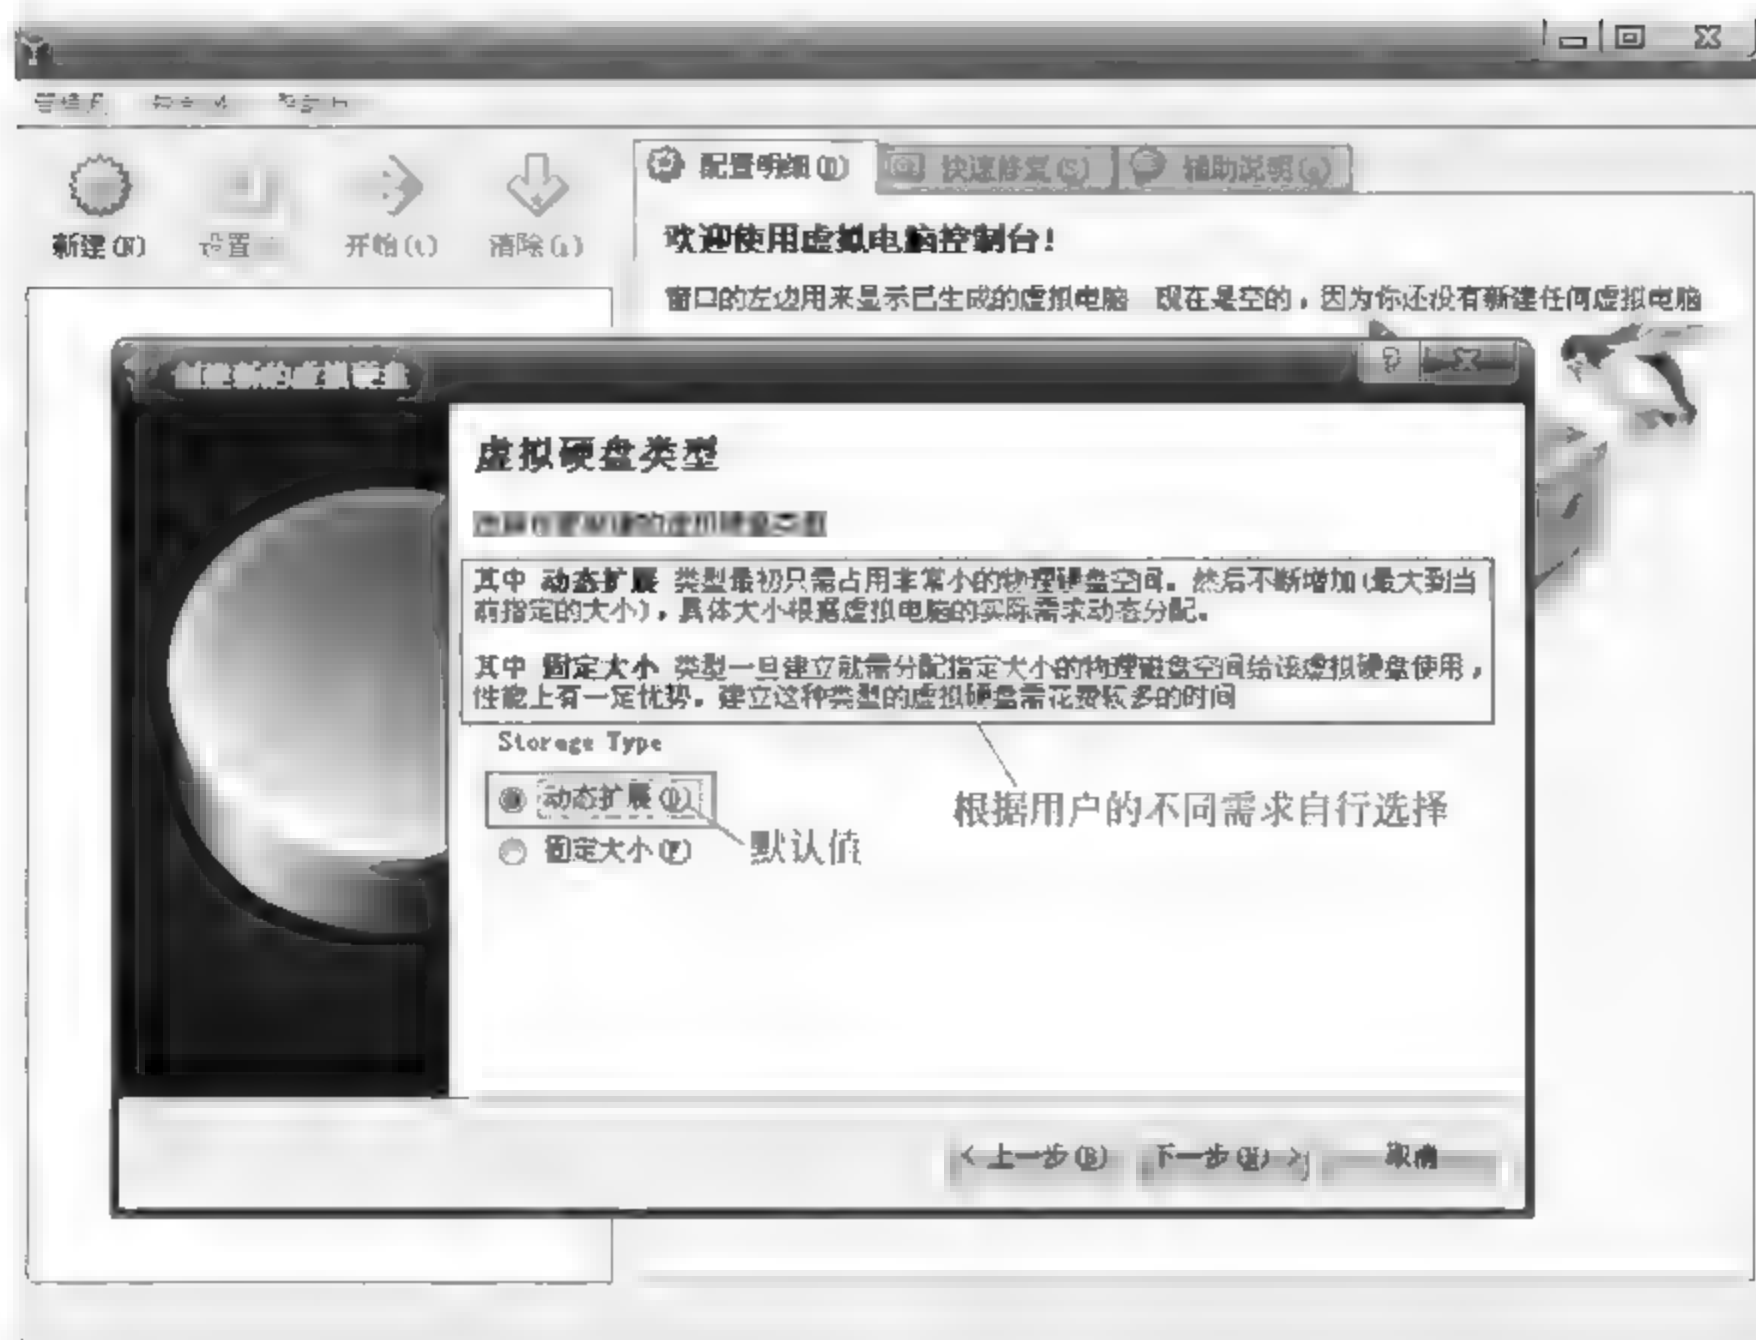 新建(N)
设置
开始(t)
清除
配置明细(D)
快速修复(S)
辅助说明
欢迎使用虚拟电脑控制台!
窗口的左边用来显示已生成的虚拟电脑 现在是空的,因为你还没有新建任何虚拟电脑
虚拟硬盘类型
其中 动态扩展 类型最初只需占用非常小的物理硬盘空间。然后不断增加(最大到当
前指定的大小),具体大小根据虚拟电脑的实际需求动态分配。
其中 固定大小 类型一旦建立就需分配指定大小的物理磁盘空间给该虚拟硬盘使用,
性能上有一定优势。建立这种类型的虚拟硬盘需花费较多的时间
Storage Type
动态扩展(D)
根据用户的不同需求自行选择
固定大小(F)
默认值
< 上一步(B)
下一步(N) >
取消